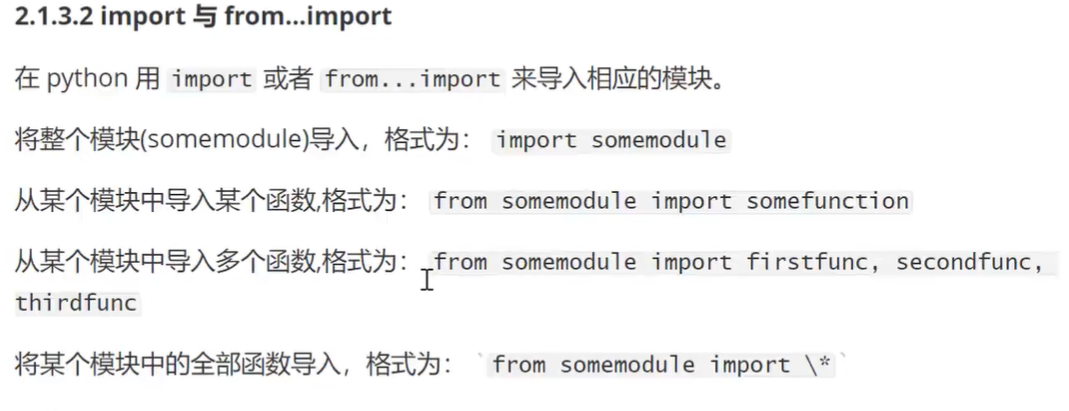 2.1.3.2 import 与 from...import
在 python 用 import 或者 from...import 来导入相应的模块。
将整个模块(somemodule)导入，格式为： import somemodule
从某个模块中导入某个函数,格式为： from somemodule import somefunction
从某个模块中导入多个函数,格式为： from somemodule import firstfunc, secondfunc,
thirdfunc
将某个模块中的全部函数导入，格式为： `from somemodule import \*`